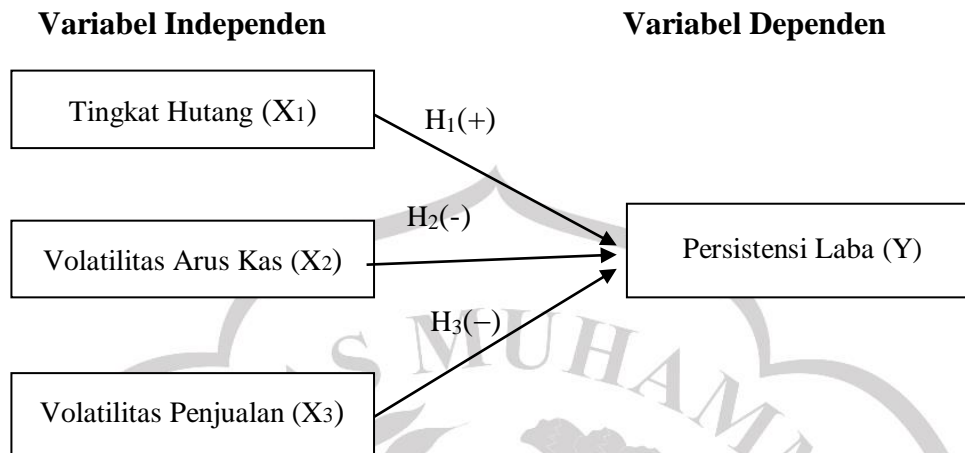 Variabel Independen
Variabel Dependen
Tingkat Hutang (X1)
H1(+)
H2(-)
Volatilitas Arus Kas (X2)
Persistensi Laba (Y)
H3(−)
Volatilitas Penjualan (X3)
S MUHAM